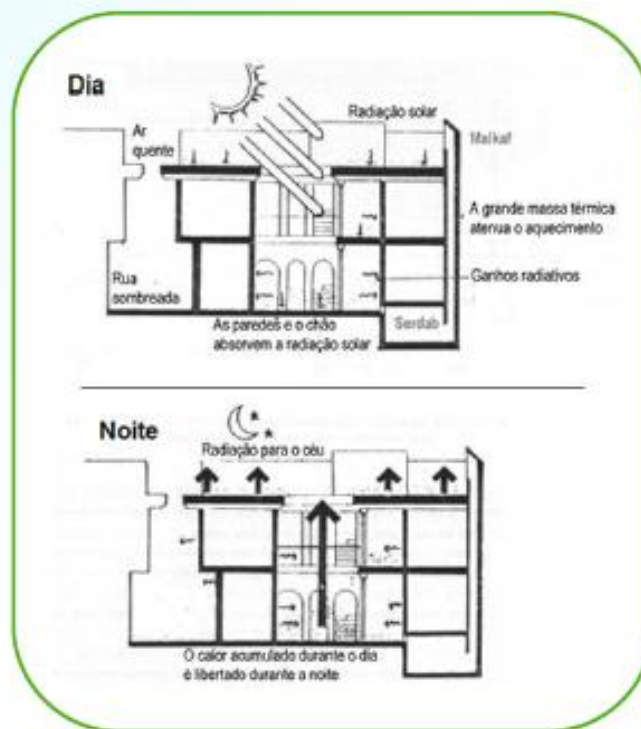 Dia
Radiação solar
Malkaf
Ar
quente
A grande massa térmica
atenua o aquecimento
Ganhos radiativos
Rua
sombreada
Serdab
As paredes e o chão
absorvem a radiação solar
Noite
Radiação para o céu
O calor acumulado durante o dia
é libertado durante a noite